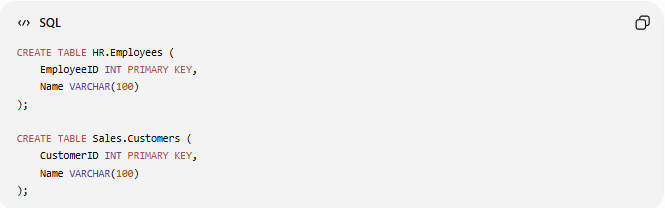 </> SQL
CREATE TABLE HR.Employees (
    EmployeeID INT PRIMARY KEY,
    Name VARCHAR(100)
);
CREATE TABLE Sales.Customers (
    CustomerID INT PRIMARY KEY,
    Name VARCHAR(100)
);